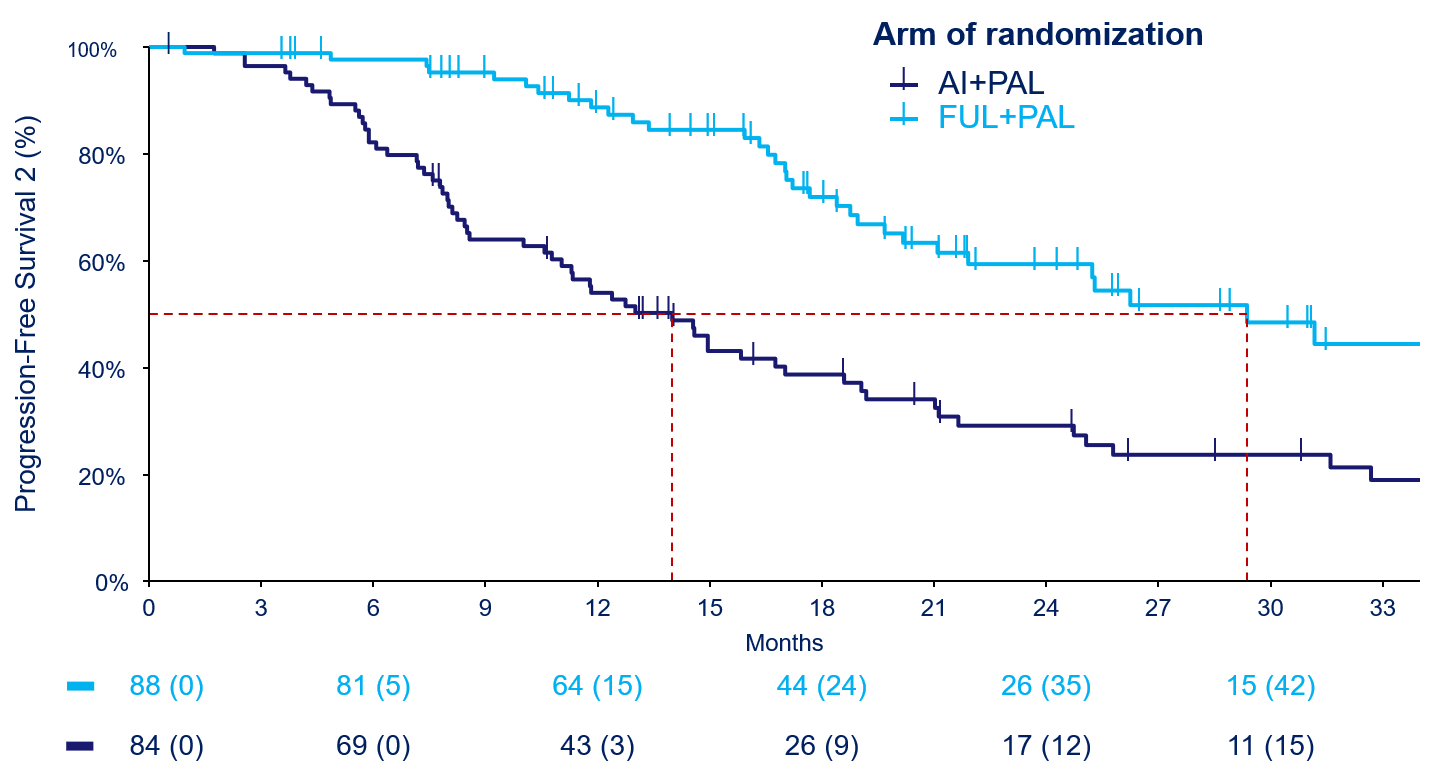 Arm of randomization
AI+PAL
FUL+PAL
Progression-Free Survival 2 (%)
100%
80%
60%
40%
20%
0%
0 3 6 9 12 15 18 21 24 27 30 33
Months
88 (0) 81 (5) 64 (15) 44 (24) 26 (35) 15 (42)
84 (0) 69 (0) 43 (3) 26 (9) 17 (12) 11 (15)